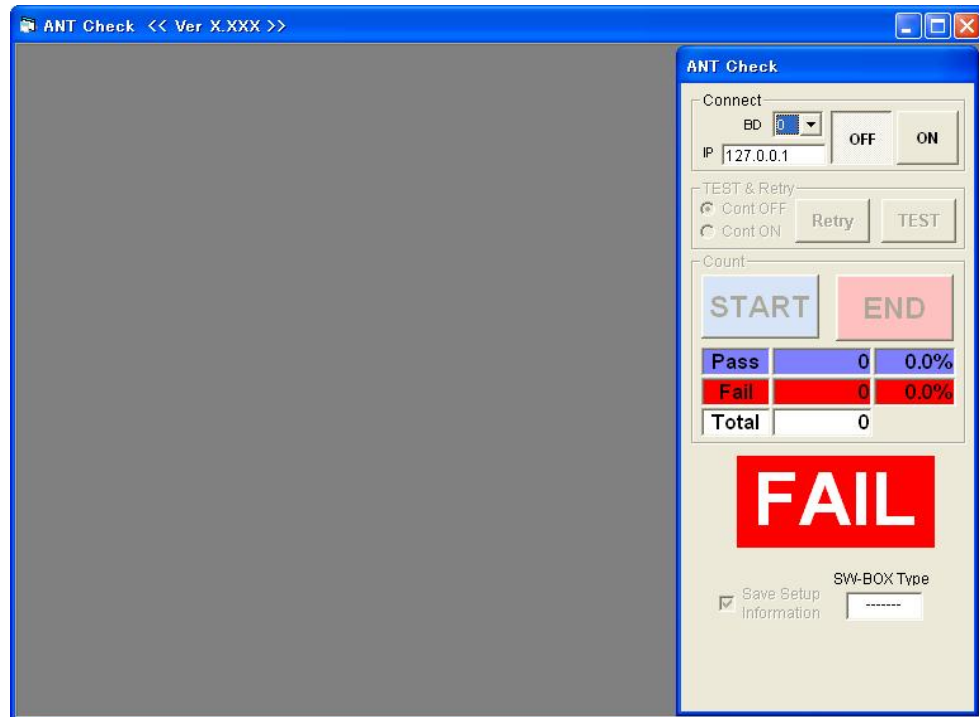 ANT Check << Ver X.XXX >>
ANT Check
Connect
BD 0
OFF ON
IP 127.0.0.1
TEST & Retry
Cont OFF
Cont ON
Retry TEST
Count
START END
Pass 0 0.0%
Fail 0 0.0%
Total 0
FAIL
SW-BOX Type
Save Setup
Information
-------